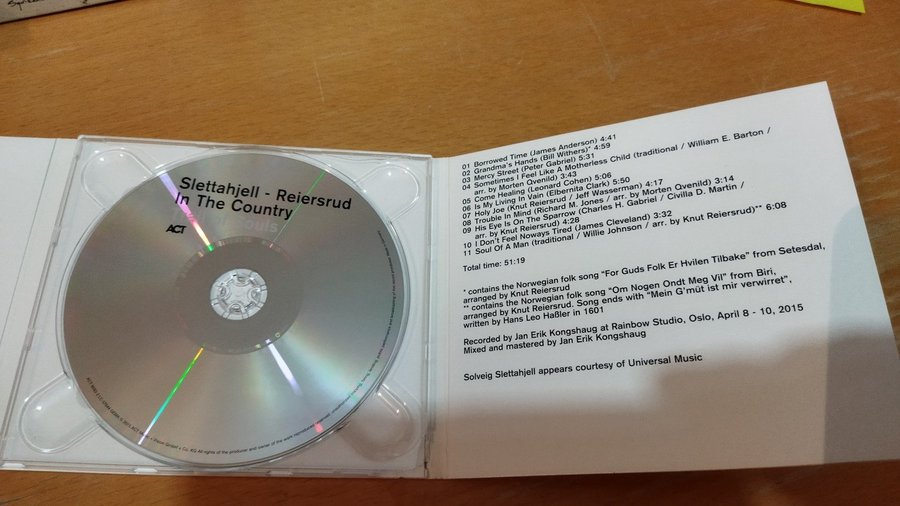 Slettahjell - Reiersrud
In The Country
ACT
01 Borrowed Time (James Anderson) 4:41
02 Grandma's Hands (Bill Withers)* 4:59
03 Mercy Street (Peter Gabriel) 5:31
04 Sometimes I Feel Like A Motherless Child (traditional / William E. Barton /
arr. by Morten Qvenild) 3:43
05 Come Healing (Leonard Cohen) 5:06
06 Is My Living In Vain (Elbernita Clark) 5:50
07 Holy Joe (Knut Reiersrud / Jeff Wasserman) 4:17
08 Trouble In Mind (Richard M. Jones / arr. by Morten Qvenild) 3:14
09 His Eye Is On The Sparrow (Charles H. Gabriel / Civilla D. Martin /
arr. by Knut Reiersrud) 4:28
10 I Don't Feel Noways Tired (James Cleveland) 3:32
11 Soul Of A Man (traditional / Willie Johnson / arr. by Knut Reiersrud)** 6:08
Total time: 51:19
* contains the Norwegian folk song "For Guds Folk Er Hvilen Tilbake" from Setesdal,
arranged by Knut Reiersrud
** contains the Norwegian folk song "Om Nogen Ondt Meg Vil" from Biri,
arranged by Knut Reiersrud. Song ends with "Mein G'müt ist mir verwirret",
written by Hans Leo Haßler in 1601
Recorded by Jan Erik Kongshaug at Rainbow Studio, Oslo, April 8 - 10, 2015
Mixed and mastered by Jan Erik Kongshaug
Solveig Slettahjell appears courtesy of Universal Music